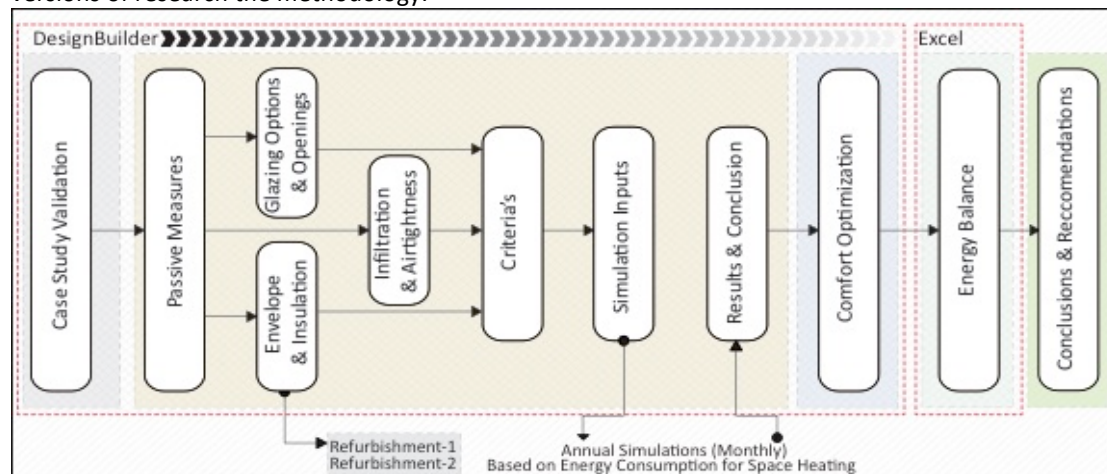 versions of research the methodology.
DesignBuilder
Excel
Case Study Validation
Passive Measures
Glazing Options
& Openings
Envelope
& Insulation
Infiltration
& Airtightness
Criteria's
Simulation Inputs
Results & Conclusion
Comfort Optimization
Energy Balance
Conclusions & Reccomendations
Refurbishment-1
Refurbishment-2
Annual Simulations (Monthly)
Based on Energy Consumption for Space Heating